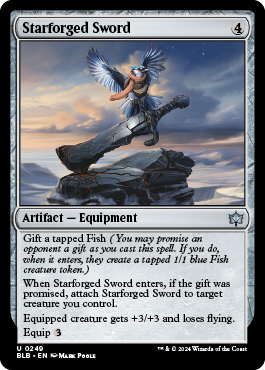 Starforged Sword 4
Artifact — Equipment
Gift a tapped Fish (You may promise an
opponent a gift as you cast this spell. If you do,
when it enters, they create a tapped 1/1 blue Fish
creature token.)
When Starforged Sword enters, if the gift was
promised, attach Starforged Sword to target
creature you control.
Equipped creature gets +3/+3 and loses flying.
Equip 3
U 0249
BLB • EN Mark Poole
™ & © 2024 Wizards of the Coast